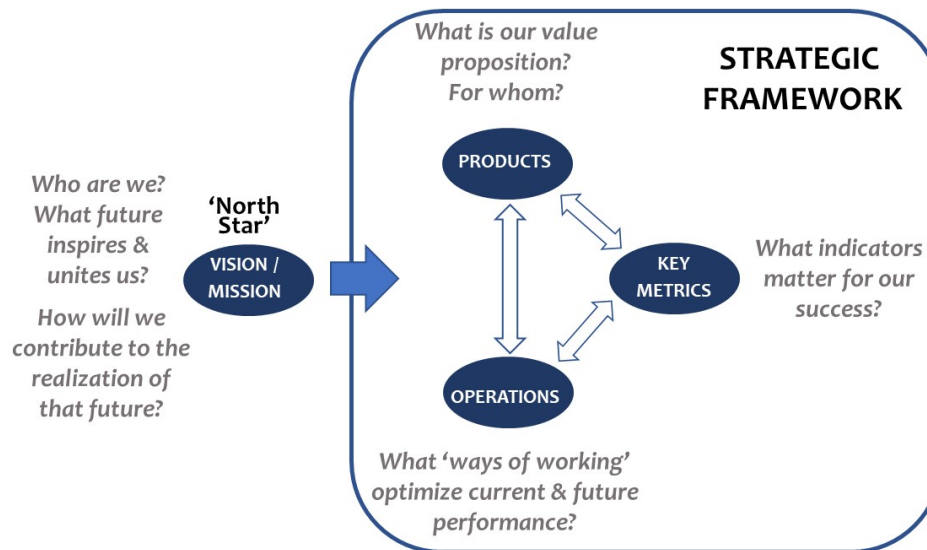 What is our value
proposition?
For whom?
STRATEGIC
FRAMEWORK
PRODUCTS
Who are we?
What future
inspires &
unites us?
How will we
contribute to the
realization of
that future?
‘North
Star’
VISION /
MISSION
KEY
METRICS
What indicators
matter for our
success?
OPERATIONS
What ‘ways of working’
optimize current & future
performance?